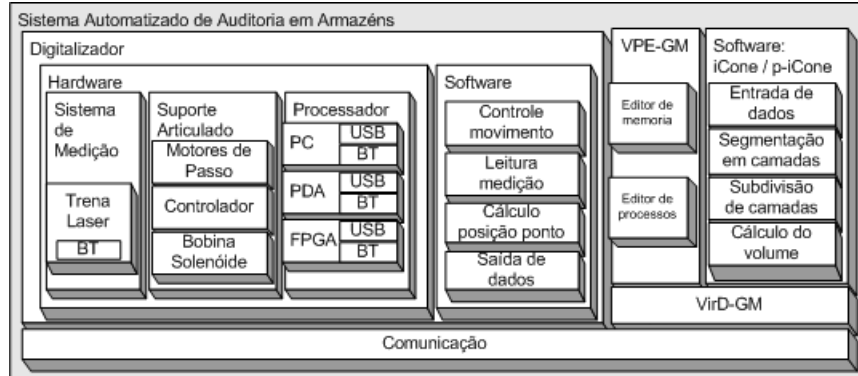 Sistema Automatizado de Auditoria em Armazéns
Digitalizador
Hardware
Sistema
de
Medição
Trena
Laser
BT
Suporte
Articulado
Motores de
Passo
Controlador
Bobina
Solenóide
Processador
PC
USB
BT
PDA
USB
BT
FPGA
USB
BT
Software
Controle
movimento
Leitura
medição
Cálculo
posição ponto
Saída de
dados
VPE-GM
Editor de
memoria
Editor de
processos
Software:
iCone / p-iCone
Entrada de
dados
Segmentação
em camadas
Subdivisão
de camadas
Cálculo do
volume
VirD-GM
Comunicação